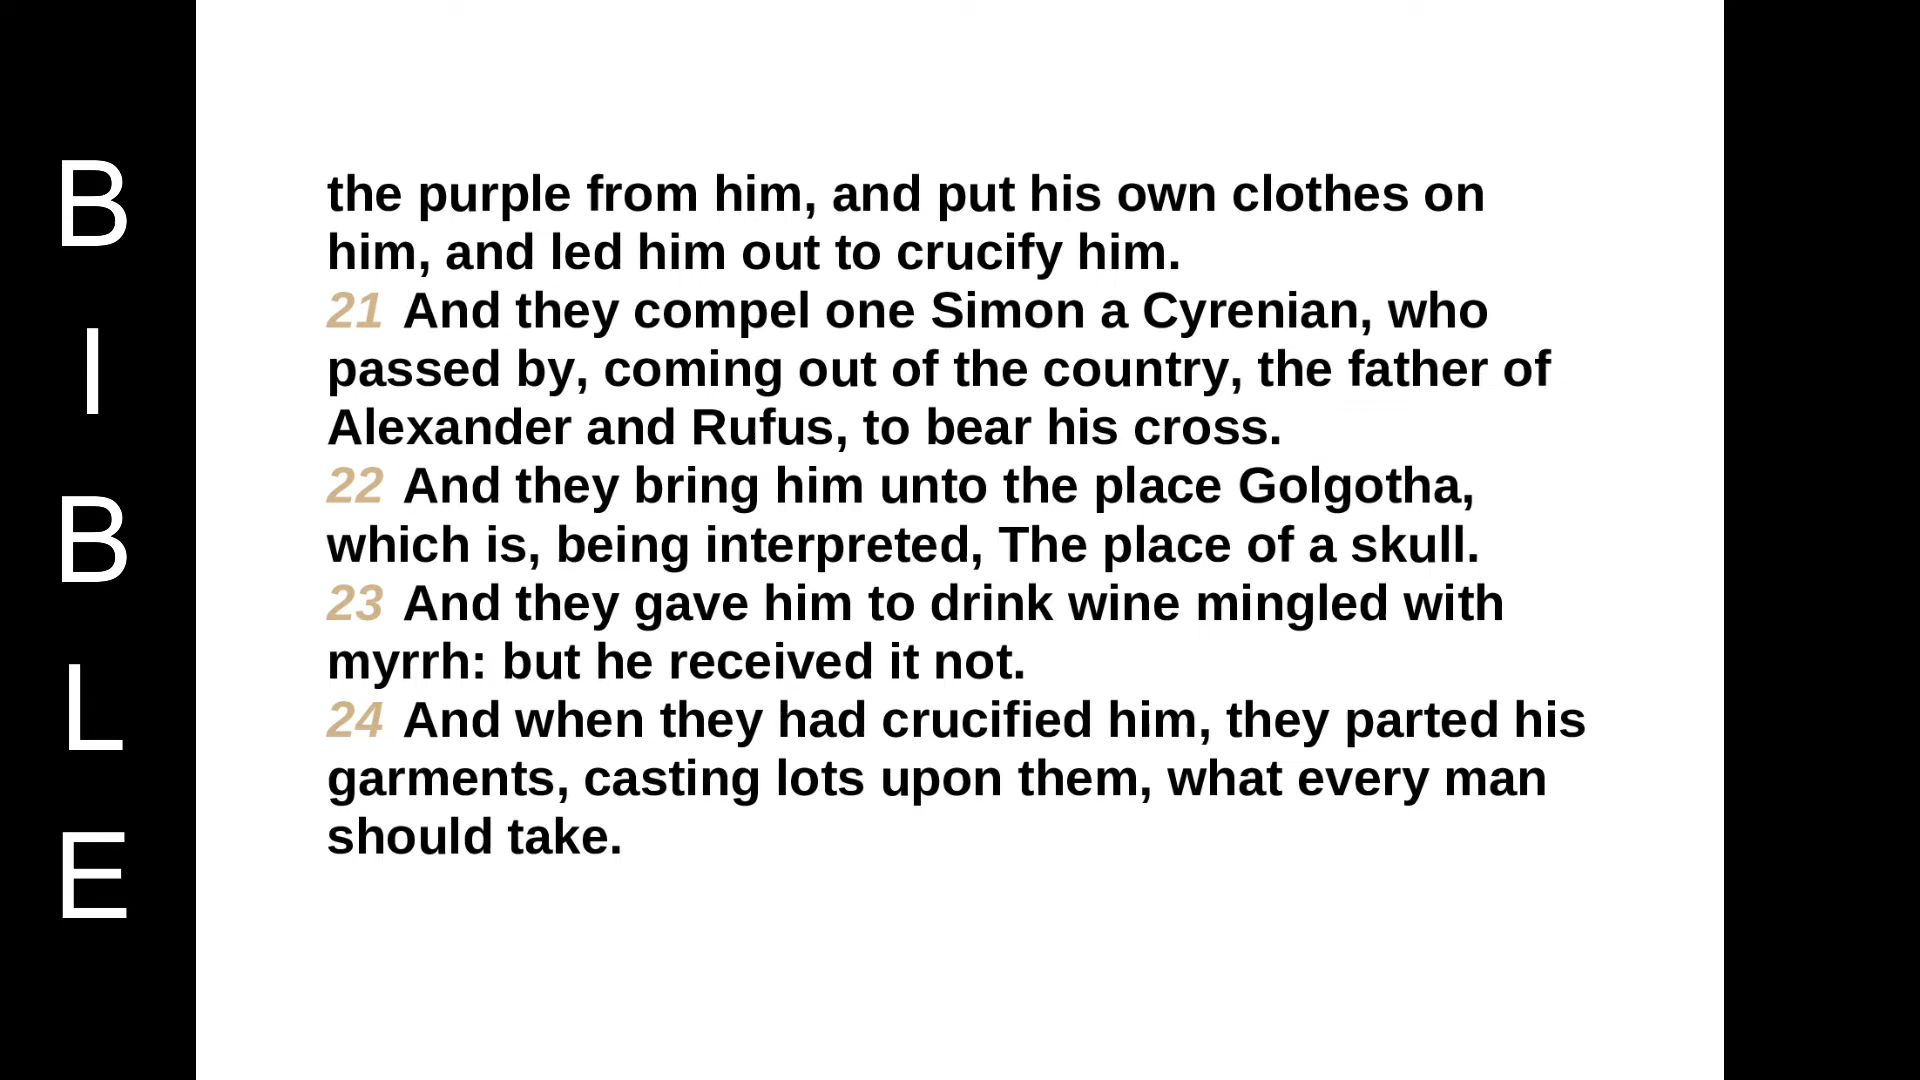 BIBLE
the purple from him, and put his own clothes on
him, and led him out to crucify him.
21 And they compel one Simon a Cyrenian, who
passed by, coming out of the country, the father of
Alexander and Rufus, to bear his cross.
22 And they bring him unto the place Golgotha,
which is, being interpreted, The place of a skull.
23 And they gave him to drink wine mingled with
myrrh: but he received it not.
24 And when they had crucified him, they parted his
garments, casting lots upon them, what every man
should take.